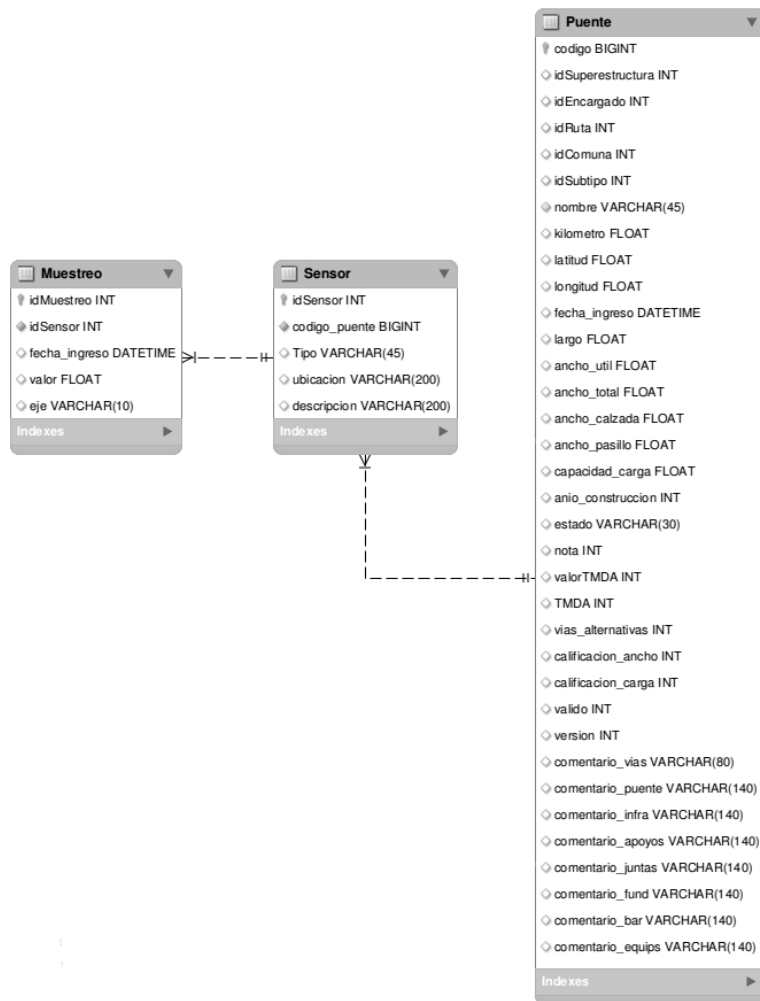 Muestreo
idMuestreo INT
idSensor INT
fecha_ingreso DATETIME
valor FLOAT
eje VARCHAR(10)
Indexes
Sensor
idSensor INT
codigo_puente BIGINT
Tipo VARCHAR(45)
ubicacion VARCHAR(200)
descripcion VARCHAR(200)
Indexes
Puente
codigo BIGINT
idSuperestructura INT
idEncargado INT
idRuta INT
idComuna INT
idSubtipo INT
nombre VARCHAR(45)
kilometro FLOAT
latitud FLOAT
longitud FLOAT
fecha_ingreso DATETIME
largo FLOAT
ancho_util FLOAT
ancho_total FLOAT
ancho_calzada FLOAT
ancho_pasillo FLOAT
capacidad_carga FLOAT
anio_construccion INT
estado VARCHAR(30)
nota INT
valorTMDA INT
TMDA INT
vias_alternativas INT
calificacion_ancho INT
calificacion_carga INT
valido INT
version INT
comentario_vias VARCHAR(80)
comentario_puente VARCHAR(140)
comentario_infra VARCHAR(140)
comentario_apoyos VARCHAR(140)
comentario_juntas VARCHAR(140)
comentario_fund VARCHAR(140)
comentario_bar VARCHAR(140)
comentario_equips VARCHAR(140)
Indexes